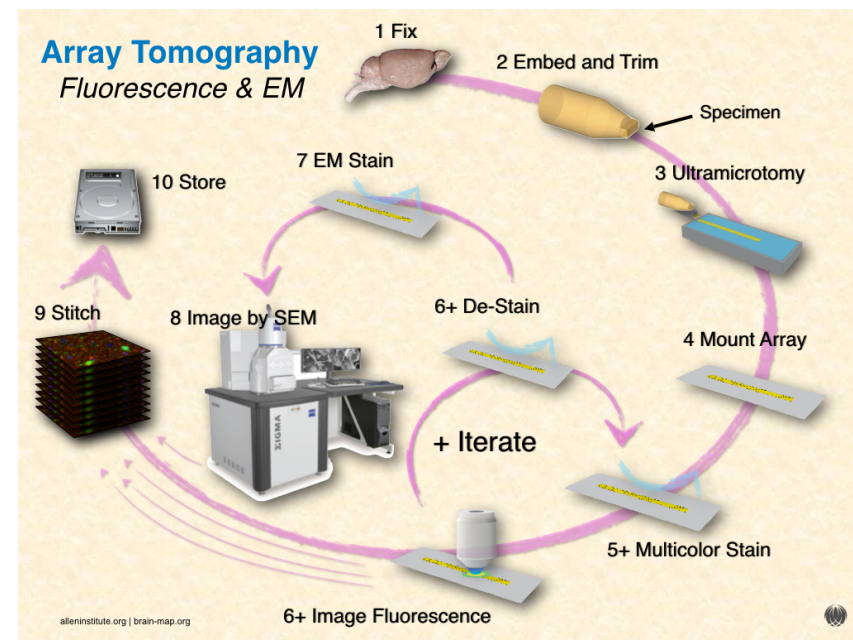 Array Tomography
Fluorescence & EM
1 Fix
2 Embed and Trim
Specimen
3 Ultramicrotomy
4 Mount Array
5+ Multicolor Stain
6+ Image Fluorescence
6+ De-Stain
+ Iterate
7 EM Stain
8 Image by SEM
ΣIGMA
9 Stitch
10 Store
alleninstitute.org | brain-map.org